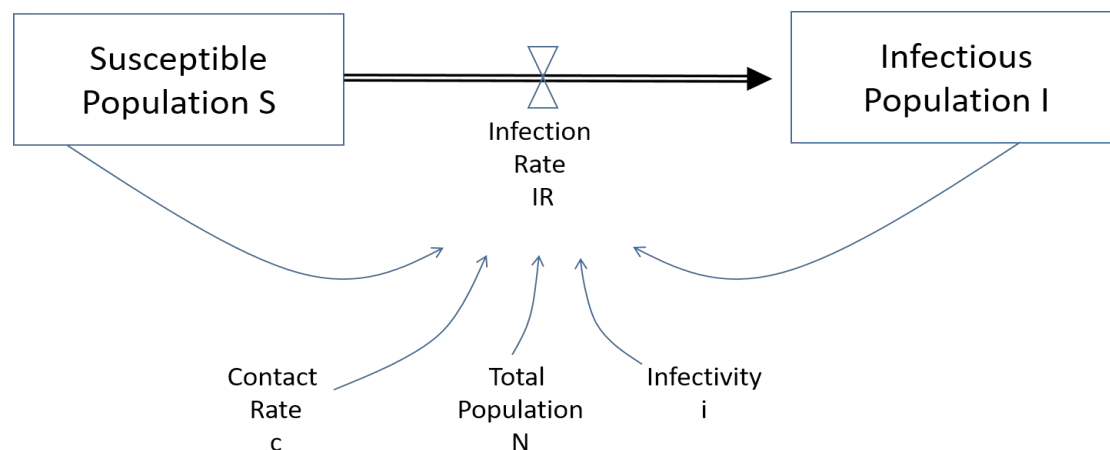 Susceptible
Population S
Infectious
Population I
Infection
Rate
IR
Contact
Rate
c
Total
Population
N
Infectivity
i